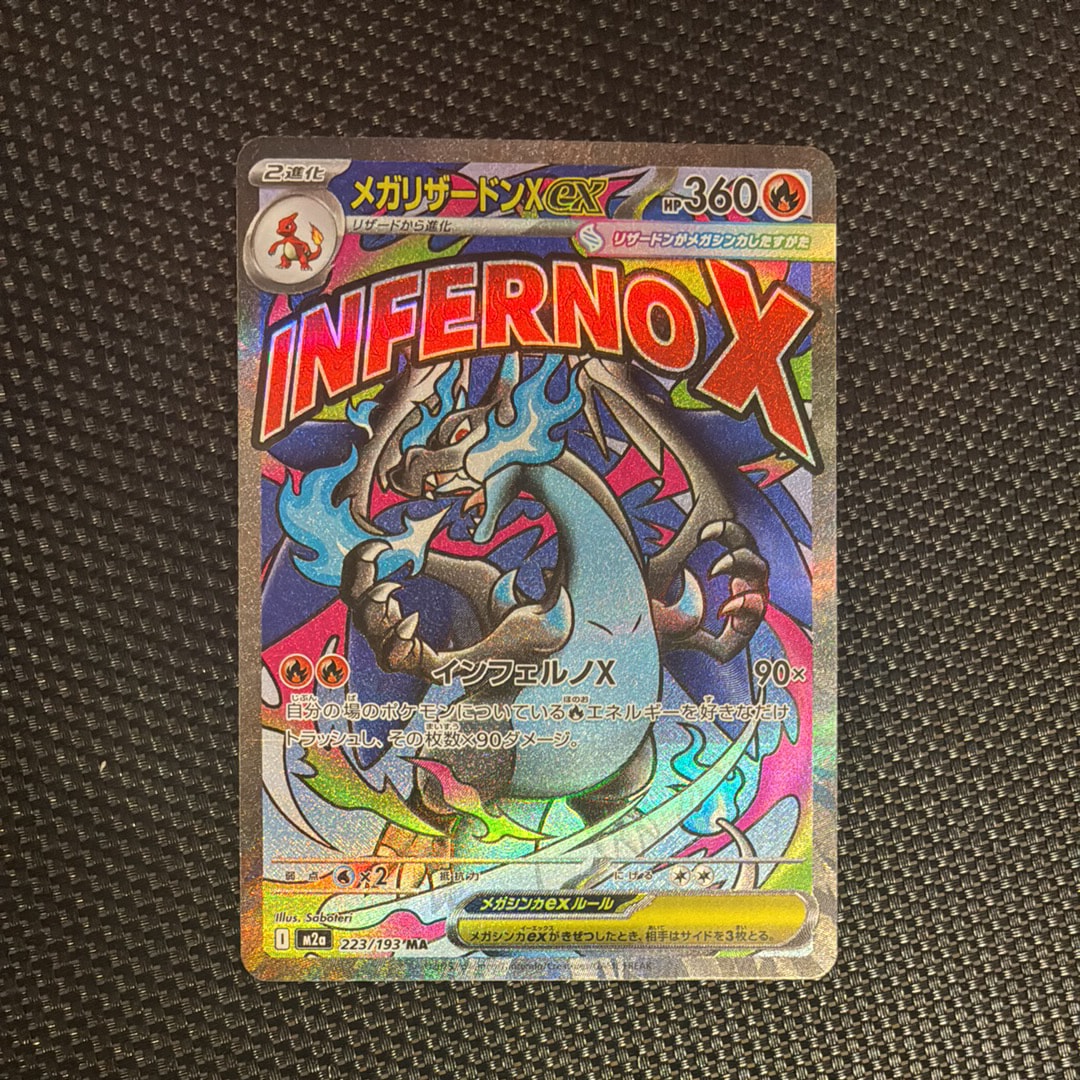 2進化
メガリザードンXex
HP360
リザードから進化
リザードンがメガシンカしたすがた
INFERNO X
インフェルノX 90×
自分の場のポケモンについているエネルギーを好きなだけ
トラッシュし、その枚数×90ダメージ。
弱点 ×2 抵抗力 にげる
Illus. Saboteri
メガシンカexルール
メガシンカexがきぜつしたとき、相手はサイドを3枚とる。
I m2a 223/193 MA